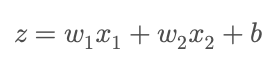 z = w₁x₁ + w₂x₂ + b